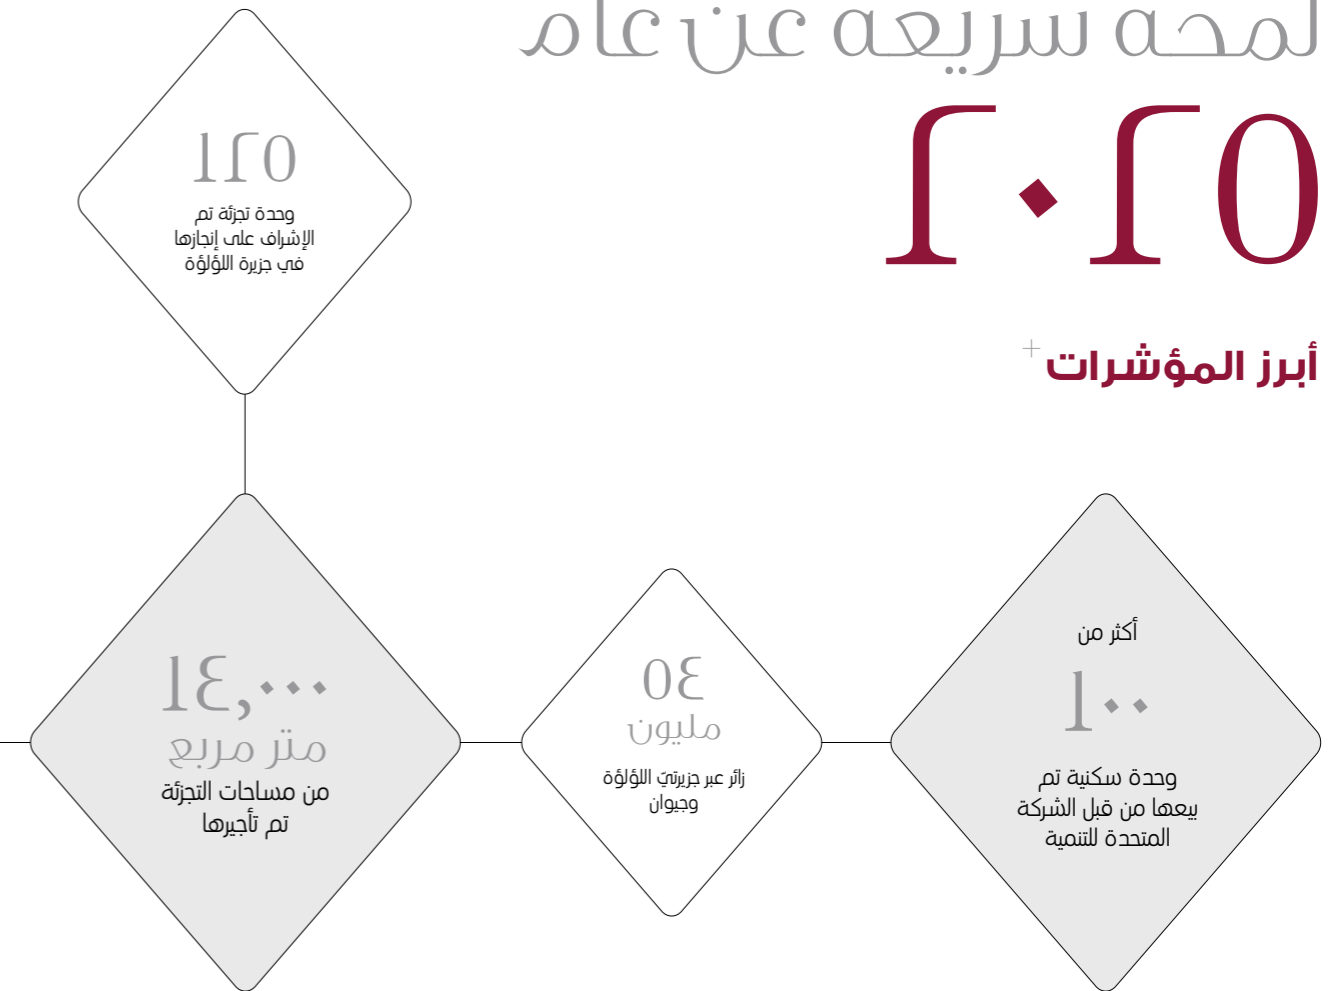 لمحة سريعة عن عام
٢٠٢٥
أبرز المؤشرات+
أكثر من
١٠٠
وحدة سكنية تم
بيعها من قبل الشركة
المتحدة للتنمية
٥٤
مليون
زائر عبر جزيرتيّ اللؤلؤة
وجيوان
١٤,٠٠٠
متر مربع
من مساحات التجزئة
تم تأجيرها
١٢٥
وحدة تجزئة تم
الإشراف على إنجازها
في جزيرة اللؤلؤة